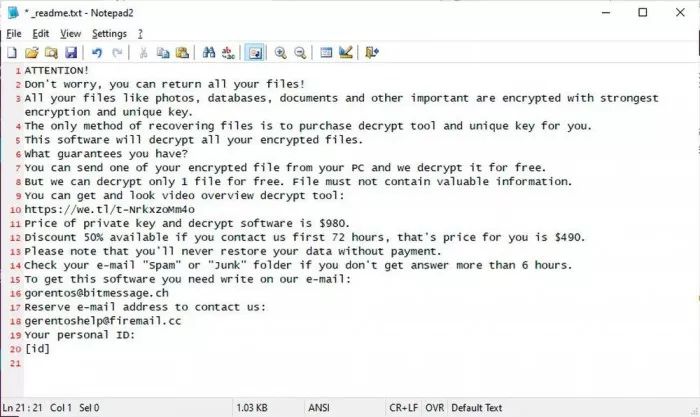 * _readme.txt - Notepad2
File Edit View Settings ?
1 ATTENTION!
2 Don't worry, you can return all your files!
3 All your files like photos, databases, documents and other important are encrypted with strongest
encryption and unique key.
4 The only method of recovering files is to purchase decrypt tool and unique key for you.
5 This software will decrypt all your encrypted files.
6 What guarantees you have?
7 You can send one of your encrypted file from your PC and we decrypt it for free.
8 But we can decrypt only 1 file for free. File must not contain valuable information.
9 You can get and look video overview decrypt tool:
10 https://we.tl/t-NrkxzoMm4o
11 Price of private key and decrypt software is $980.
12 Discount 50% available if you contact us first 72 hours, that's price for you is $490.
13 Please note that you'll never restore your data without payment.
14 Check your e-mail "Spam" or "Junk" folder if you don't get answer more than 6 hours.
15 To get this software you need write on our e-mail:
16 gorentos@bitmessage.ch
17 Reserve e-mail address to contact us:
18 gerentoshelp@firemail.cc
19 Your personal ID:
20 [id]
21
Ln 21 : 21 Col 1 Sel 0 1.03 KB ANSI CR+LF OVR Default Text